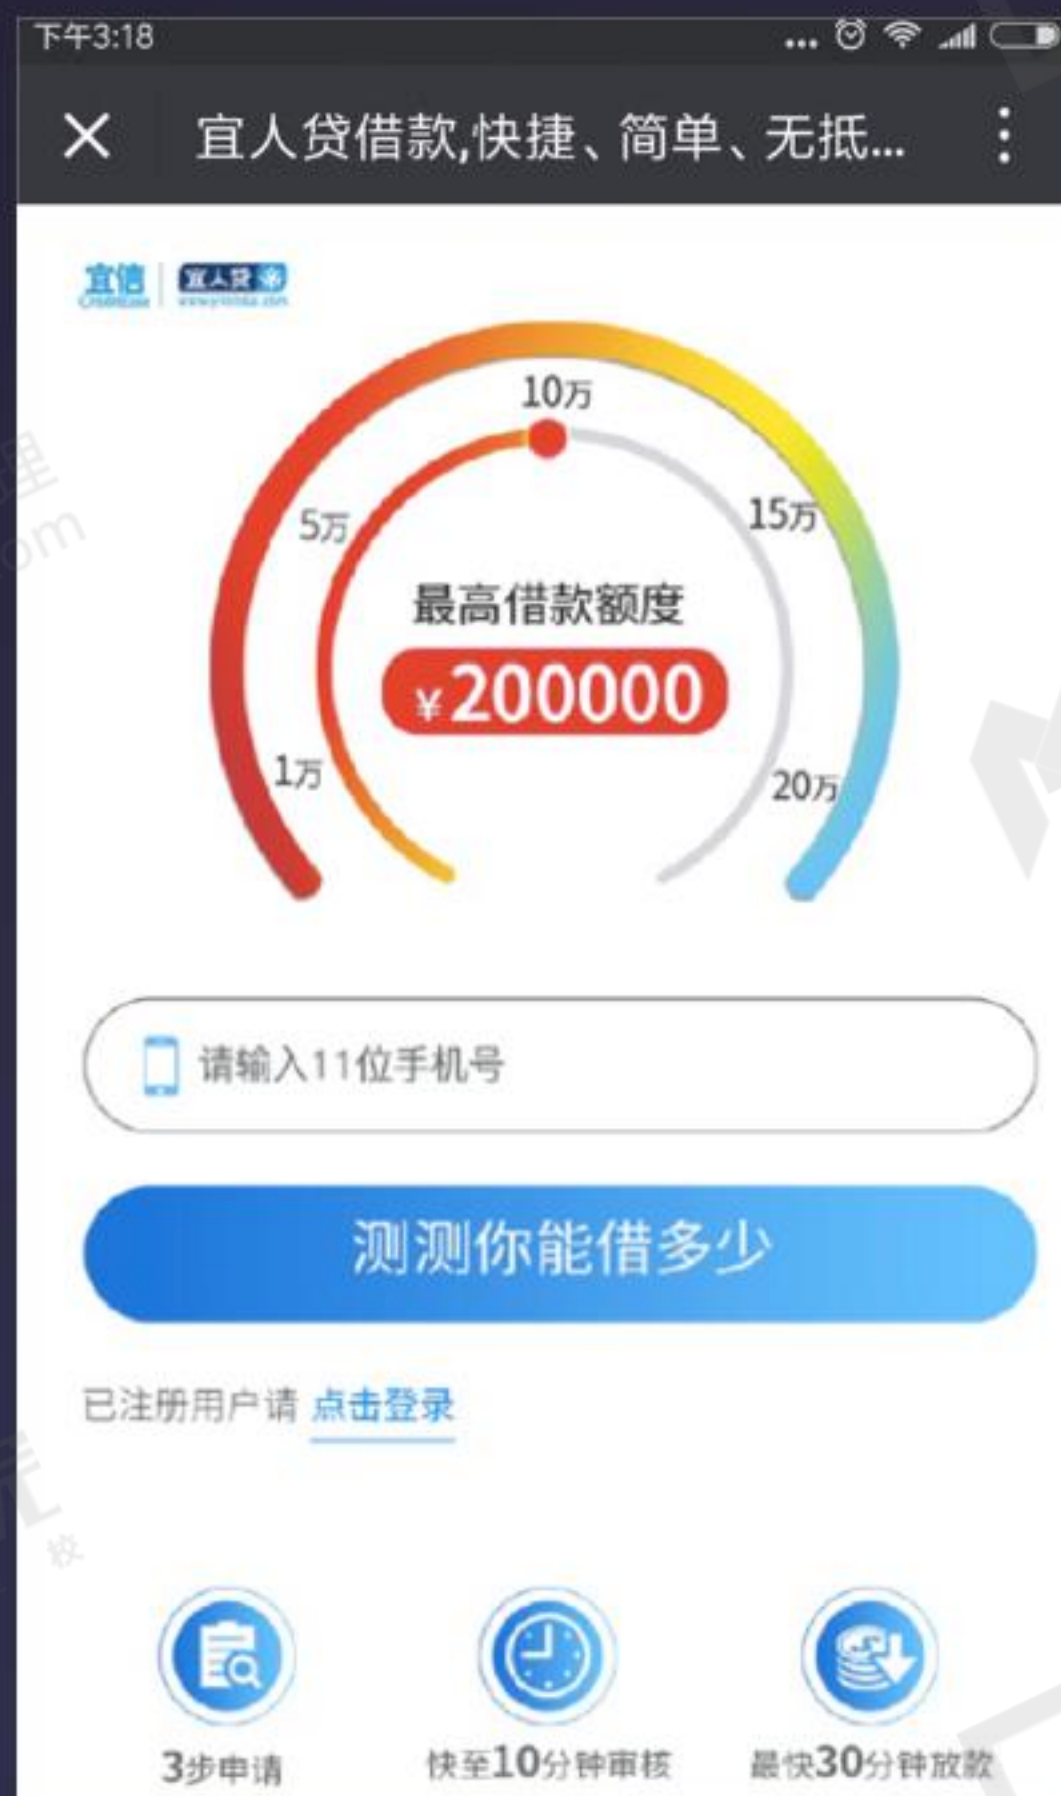 下午3:18
宜人贷借款,快捷、简单、无抵...
宜信
宜人贷
10万
5万
15万
最高借款额度
¥200000
1万
20万
请输入11位手机号
测测你能借多少
已注册用户请 点击登录
3步申请
快至10分钟审核
最快30分钟放款
理
om
院
校